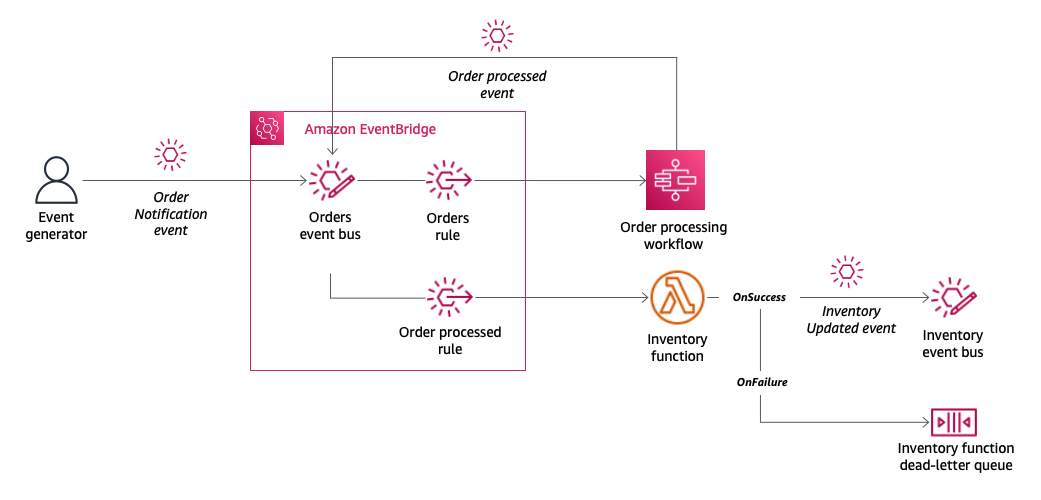 Order processed
event
Amazon EventBridge
Order
Notification
event
Event
generator
Orders
event bus
Orders
rule
Order processing
workflow
Order processed
rule
Inventory
function
OnSuccess
Inventory
Updated event
Inventory
event bus
OnFailure
Inventory function
dead-letter queue